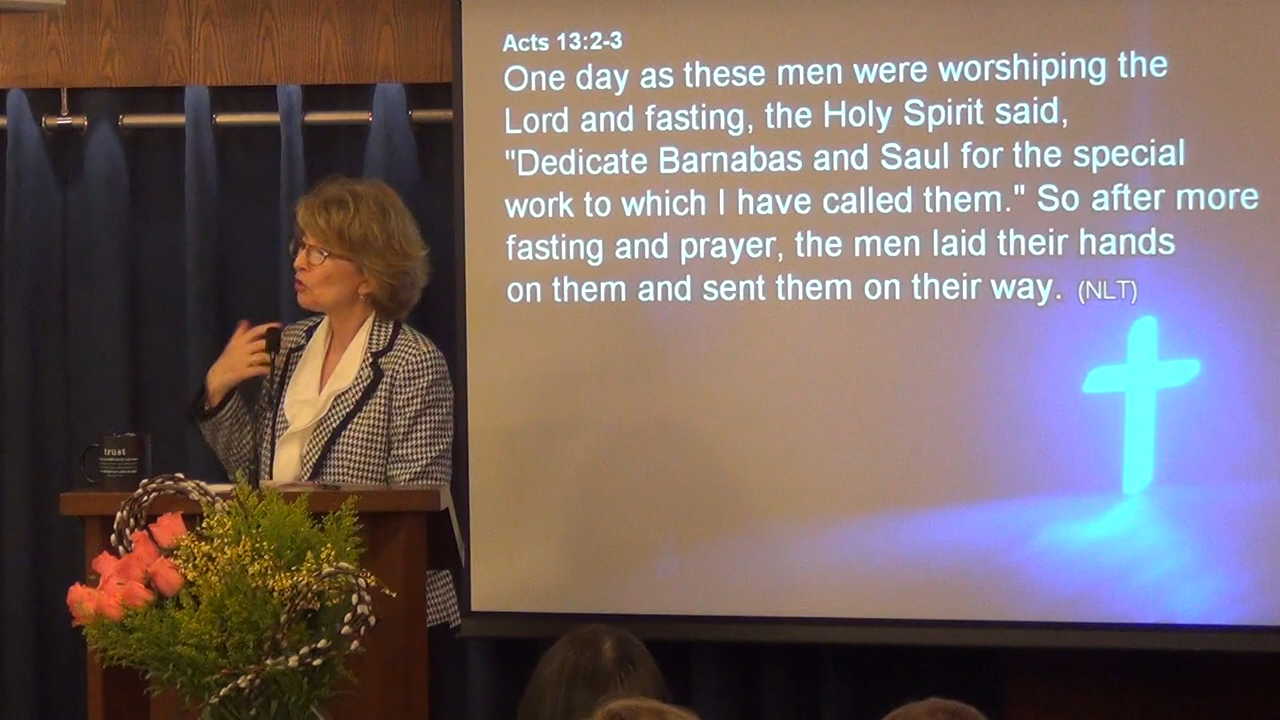 Acts 13:2-3
One day as these men were worshiping the
Lord and fasting, the Holy Spirit said,
"Dedicate Barnabas and Saul for the special
work to which I have called them." So after more
fasting and prayer, the men laid their hands
on them and sent them on their way. (NLT)
trust